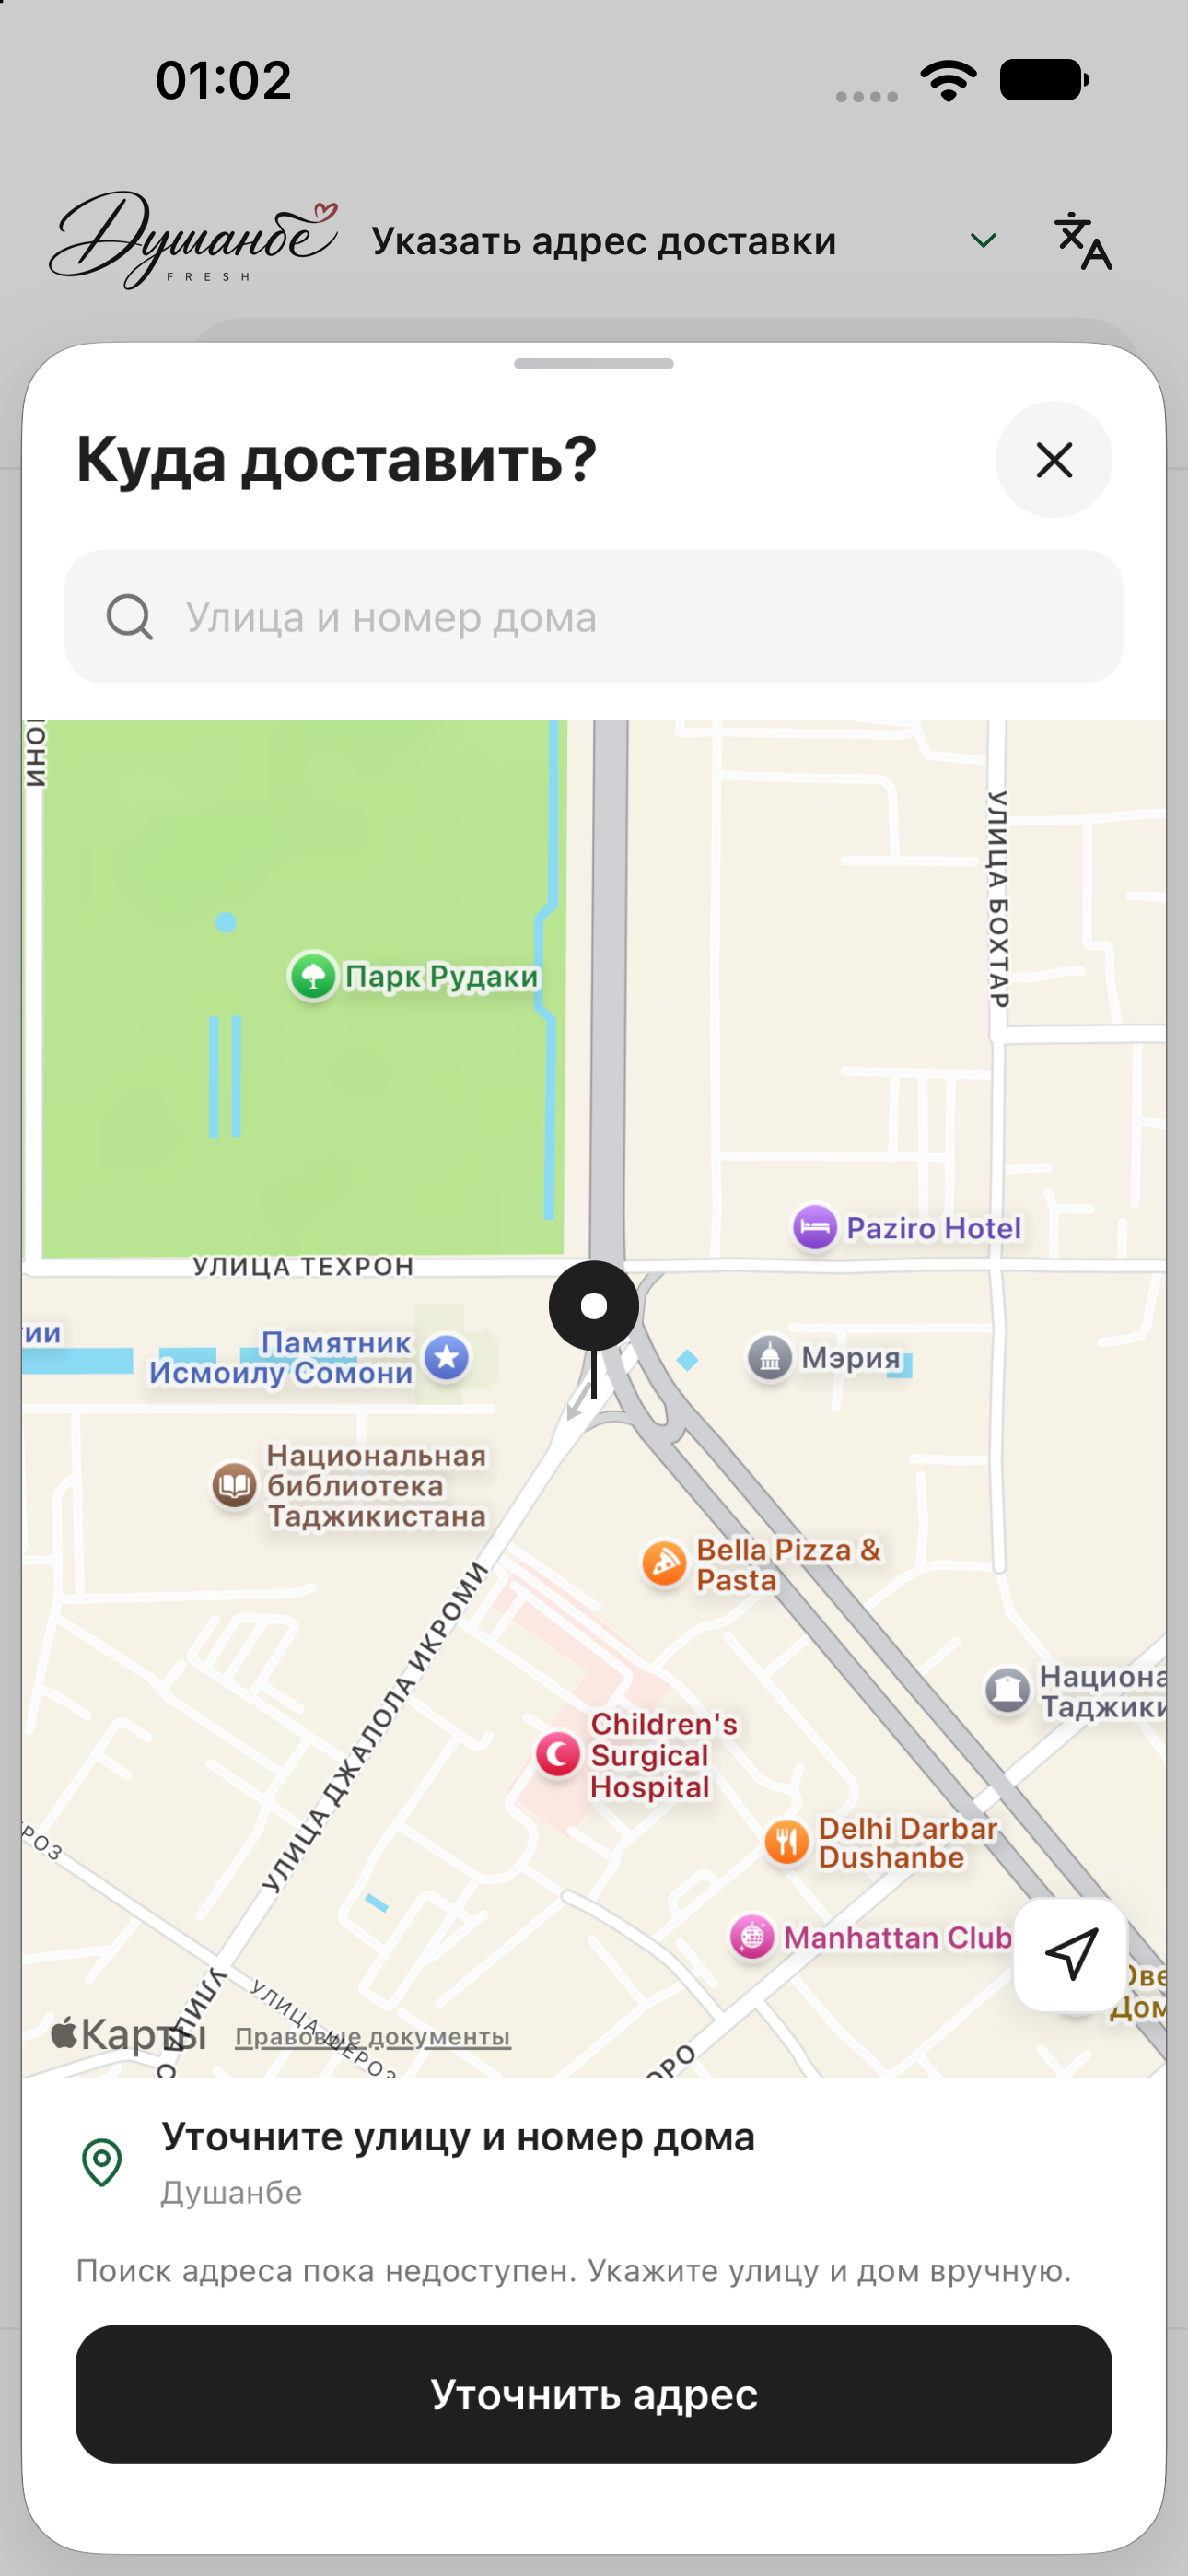 01:02
Душанбе
FRESH
Указать адрес доставки
Куда доставить?
Улица и номер дома
УЛИЦА БОХТАР
Парк Рудаки
Paziro Hotel
УЛИЦА ТЕХРОН
Памятник
Исмоилу Сомони
Мэрия
Национальная
библиотека
Таджикистана
Bella Pizza &
Pasta
УЛИЦА ДЖАЛОЛА ИКРОМИ
Children's
Surgical
Hospital
Delhi Darbar
Dushanbe
Manhattan Club
УЛИЦА ШЕРОЗ
Карты
Правовые документы
Уточните улицу и номер дома
Душанбе
Поиск адреса пока недоступен. Укажите улицу и дом вручную.
Уточнить адрес